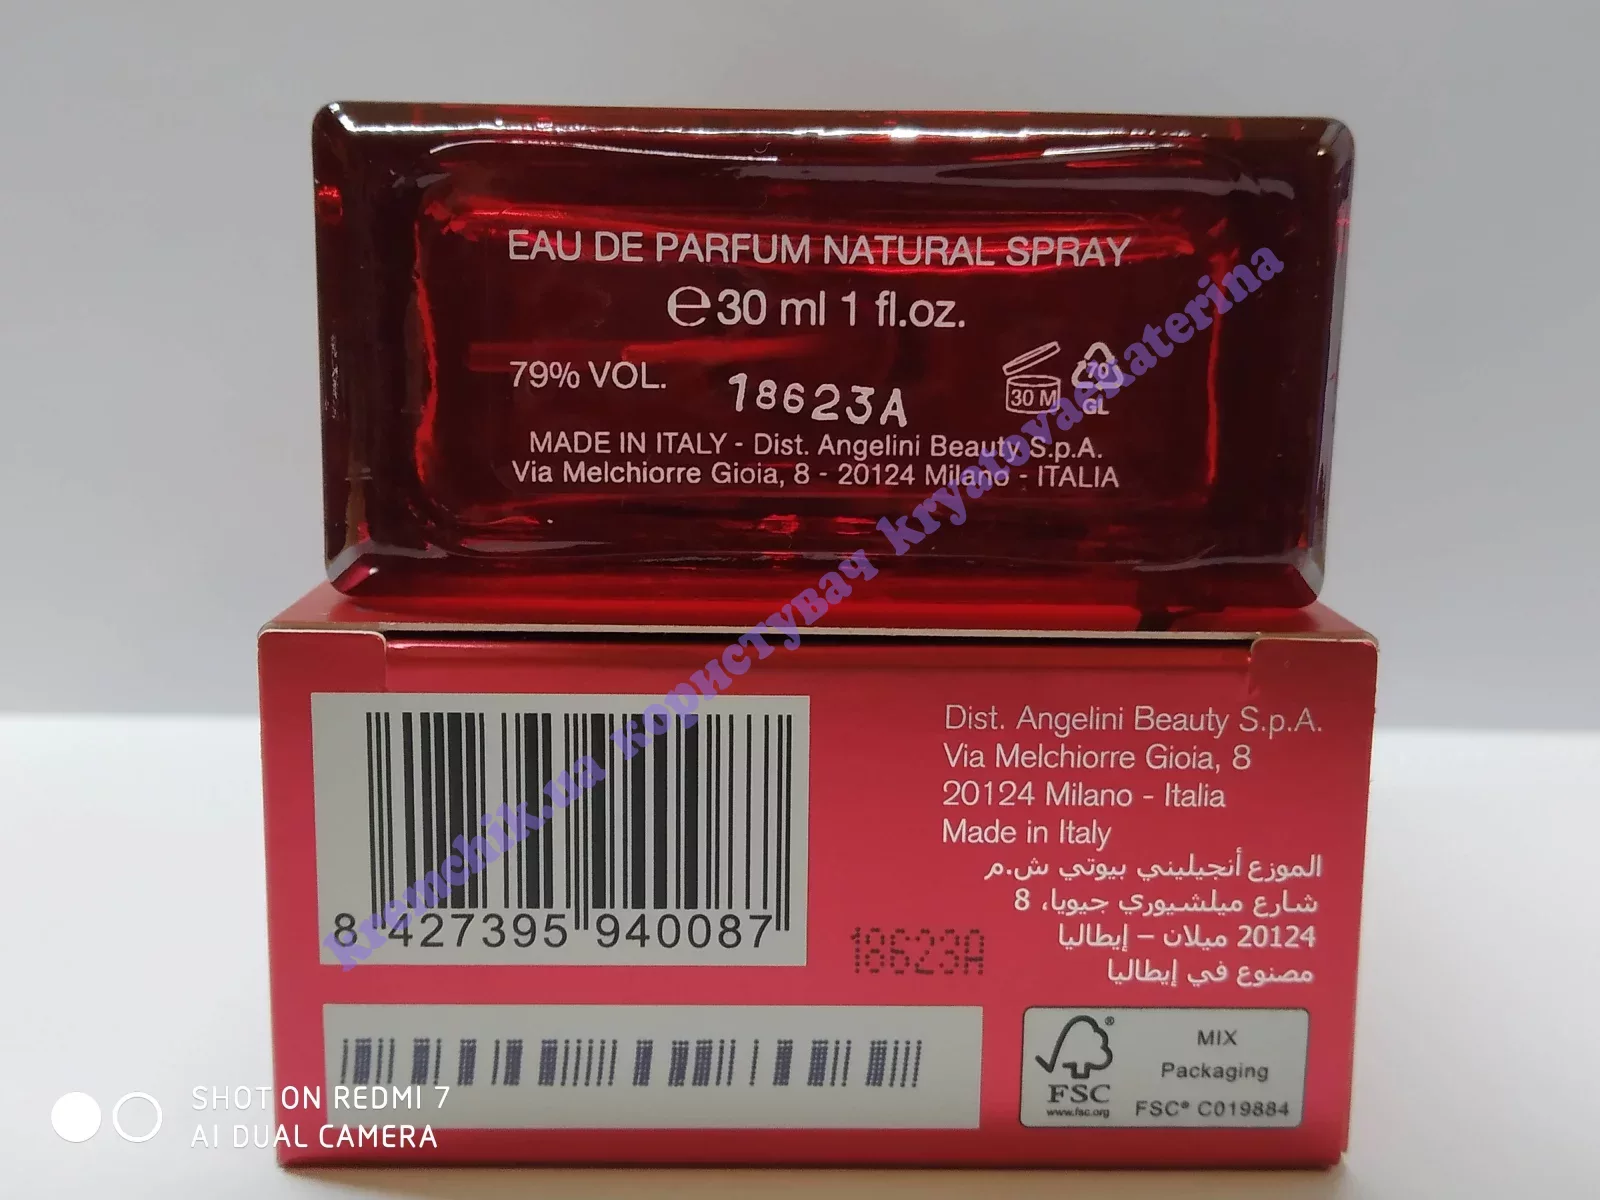 EAU DE PARFUM NATURAL SPRAY
℮30 ml 1 fl.oz.
79% VOL.
18623A
30 M
70
GL
MADE IN ITALY - Dist. Angelini Beauty S.p.A.
Via Melchiorre Gioia, 8 - 20124 Milano - ITALIA
kremchik.ua користувач kryatovaekaterina
8 427395 940087
18623A
Dist. Angelini Beauty S.p.A.
Via Melchiorre Gioia, 8
20124 Milano - Italia
Made in Italy
الموزع أنجيليني بيوتي ش.م
شارع ميلشيوري جيويا، 8
20124 ميلان – إيطاليا
مصنوع في إيطاليا
FSC
www.fsc.org
MIX
Packaging
FSC® C019884
SHOT ON REDMI 7
AI DUAL CAMERA